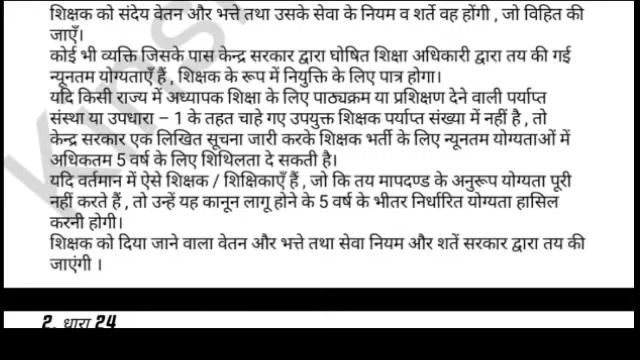 शिक्षक को संदेय वेतन और भत्ते तथा उसके सेवा के नियम व शर्ते वह होंगी , जो विहित की
जाएँ।
कोई भी व्यक्ति जिसके पास केन्द्र सरकार द्वारा घोषित शिक्षा अधिकारी द्वारा तय की गई
न्यूनतम योग्यताएँ हैं , शिक्षक के रूप में नियुक्ति के लिए पात्र होगा।
यदि किसी राज्य में अध्यापक शिक्षा के लिए पाठ्यक्रम या प्रशिक्षण देने वाली पर्याप्त
संस्था या उपधारा – 1 के तहत चाहे गए उपयुक्त शिक्षक पर्याप्त संख्या में नहीं है , तो
केन्द्र सरकार एक लिखित सूचना जारी करके शिक्षक भर्ती के लिए न्यूनतम योग्यताओं में
अधिकतम 5 वर्ष के लिए शिथिलता दे सकती है।
यदि वर्तमान में ऐसे शिक्षक / शिक्षिकाएँ हैं , जो कि तय मापदण्ड के अनुरूप योग्यता पूरी
नहीं करते हैं , तो उन्हें यह कानून लागू होने के 5 वर्ष के भीतर निर्धारित योग्यता हासिल
करनी होगी।
शिक्षक को दिया जाने वाला वेतन और भत्ते तथा सेवा नियम और शर्ते सरकार द्वारा तय की
जाएंगी ।
2. धारा 24